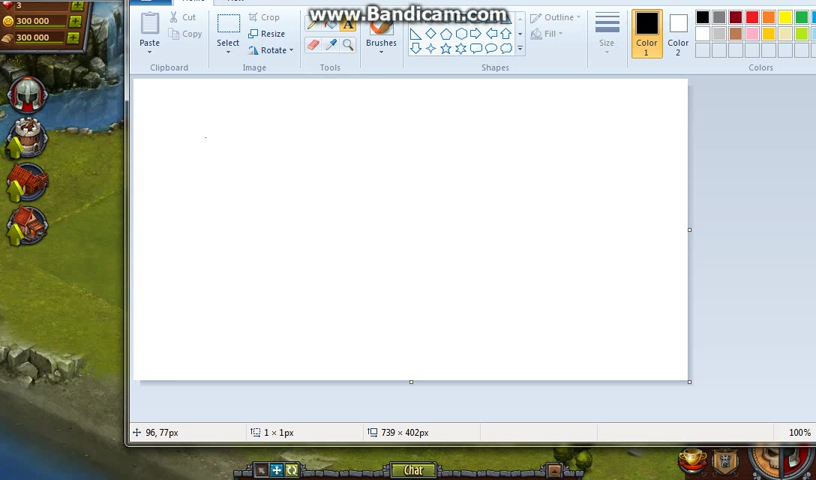 www.Bandicam.com
3
300 000
300 000
Paste
Cut
Copy
Clipboard
Select
Crop
Resize
Rotate
Image
A
Tools
Brushes
Shapes
Outline
Fill
Size
Color 1
Color 2
Colors
96, 77px
1 × 1px
739 × 402px
100%
Chat